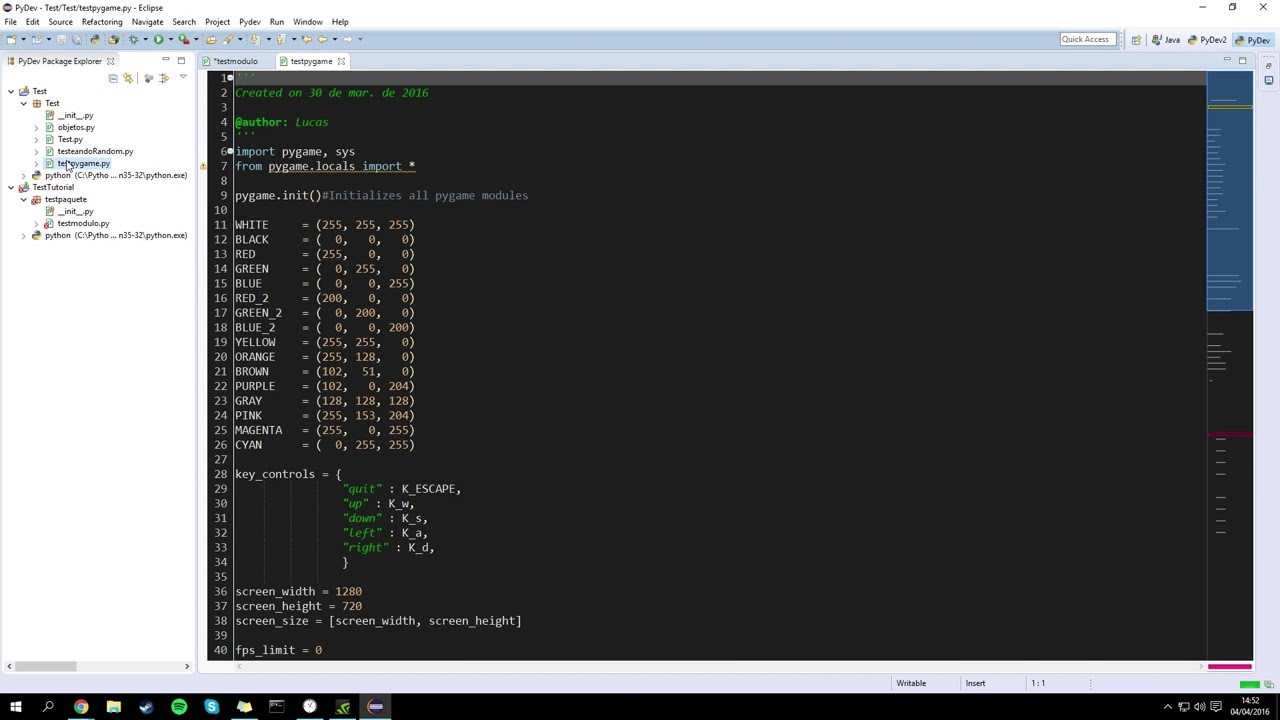 PyDev - Test/Test/testpygame.py - Eclipse
File Edit Source Refactoring Navigate Search Project Pydev Run Window Help
Quick Access
Java
PyDev2
PyDev
PyDev Package Explorer
*testmodulo
testpygame
Test
Test
__init__.py
objetos.py
Test.py
testeandoRandom.py
testpygame.py
python (C:\Pytho ... n35-32\python.exe)
TestTutorial
testpaquete
__init__.py
testmodulo.py
python (C:\Pytho ... n35-32\python.exe)
1 '''
2 Created on 30 de mar. de 2016
3
4 @author: Lucas
5 '''
6 import pygame, sys
7 from pygame.locals import *
8
9 pygame.init()#Initialize all pygame modules
10
11 WHITE = (255, 255, 255)
12 BLACK = ( 0, 0, 0)
13 RED = (255, 0, 0)
14 GREEN = ( 0, 255, 0)
15 BLUE = ( 0, 0, 255)
16 RED_2 = (200, 0, 0)
17 GREEN_2 = ( 0, 200, 0)
18 BLUE_2 = ( 0, 0, 200)
19 YELLOW = (255, 255, 0)
20 ORANGE = (255, 128, 0)
21 BROWN = (102, 51, 0)
22 PURPLE = (102, 0, 204)
23 GRAY = (128, 128, 128)
24 PINK = (255, 153, 204)
25 MAGENTA = (255, 0, 255)
26 CYAN = ( 0, 255, 255)
27
28 key_controls = {
29 "quit" : K_ESCAPE,
30 "up" : K_w,
31 "down" : K_s,
32 "left" : K_a,
33 "right" : K_d,
34 }
35
36 screen_width = 1280
37 screen_height = 720
38 screen_size = [screen_width, screen_height]
39
40 fps_limit = 0
Writable
Insert
1 : 1
14:52
04/04/2016